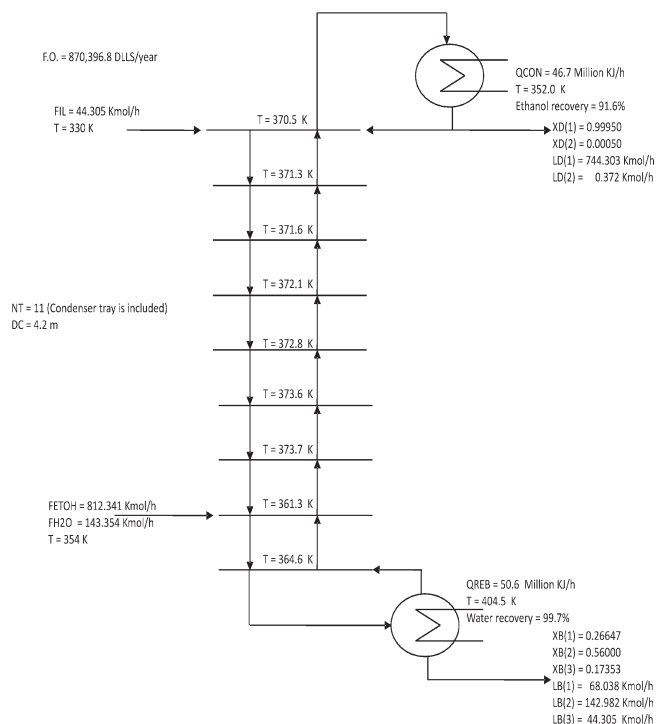 F.O. = 870,396.8 DLLS/year
QCON = 46.7 Million KJ/h
T = 352.0 K
Ethanol recovery = 91.6%
FIL = 44.305 Kmol/h
T = 330 K
T = 370.5 K
XD(1) = 0.99950
XD(2) = 0.00050
LD(1) = 744.303 Kmol/h
LD(2) = 0.372 Kmol/h
T = 371.3 K
T = 371.6 K
T = 372.1 K
NT = 11 (Condenser tray is included)
DC = 4.2 m
T = 372.8 K
T = 373.6 K
T = 373.7 K
FETOH = 812.341 Kmol/h
FH2O = 143.354 Kmol/h
T = 354 K
T = 361.3 K
T = 364.6 K
QREB = 50.6 Million KJ/h
T = 404.5 K
Water recovery = 99.7%
XB(1) = 0.26647
XB(2) = 0.56000
XB(3) = 0.17353
LB(1) = 68.038 Kmol/h
LB(2) = 142.982 Kmol/h
LB(3) = 44.305 Kmol/h